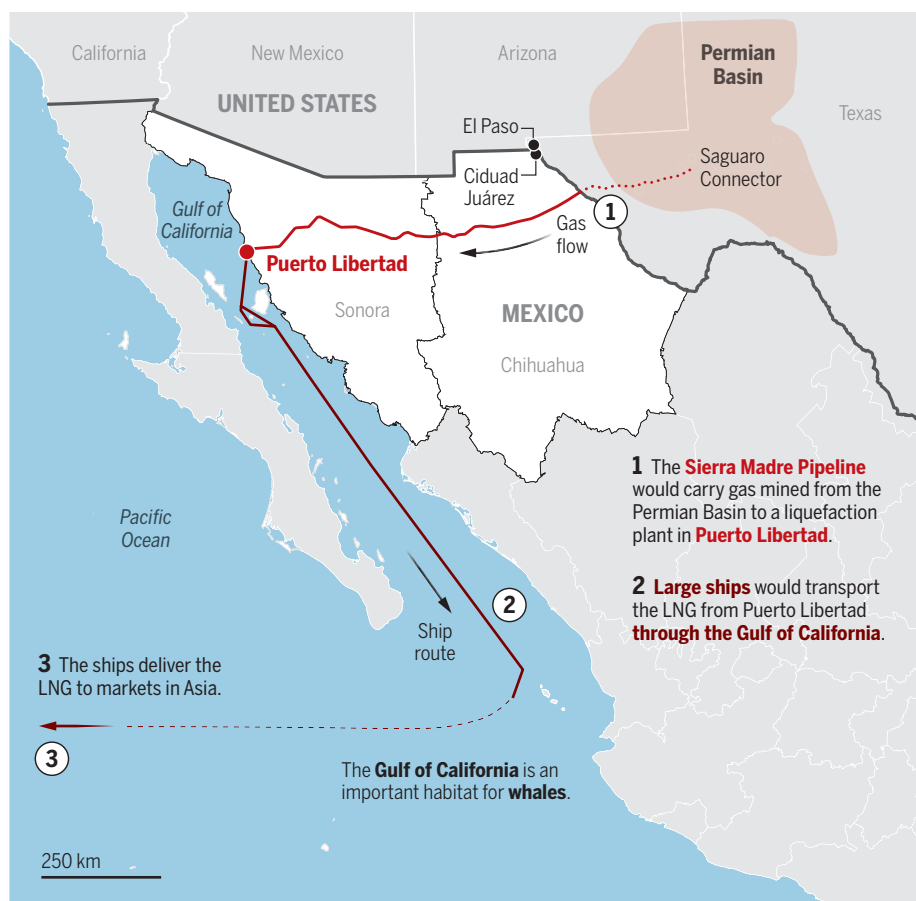 California
New Mexico
Arizona
Permian
Basin
UNITED STATES
Texas
El Paso
Ciduad
Juárez
Saguaro
Connector
Gulf of
California
1
Gas
flow
Puerto Libertad
Sonora
MEXICO
Chihuahua
1 The Sierra Madre Pipeline
would carry gas mined from the
Permian Basin to a liquefaction
plant in Puerto Libertad.
Pacific
Ocean
2 Large ships would transport
the LNG from Puerto Libertad
through the Gulf of California.
2
Ship
route
3 The ships deliver the
LNG to markets in Asia.
3
The Gulf of California is an
important habitat for whales.
250 km